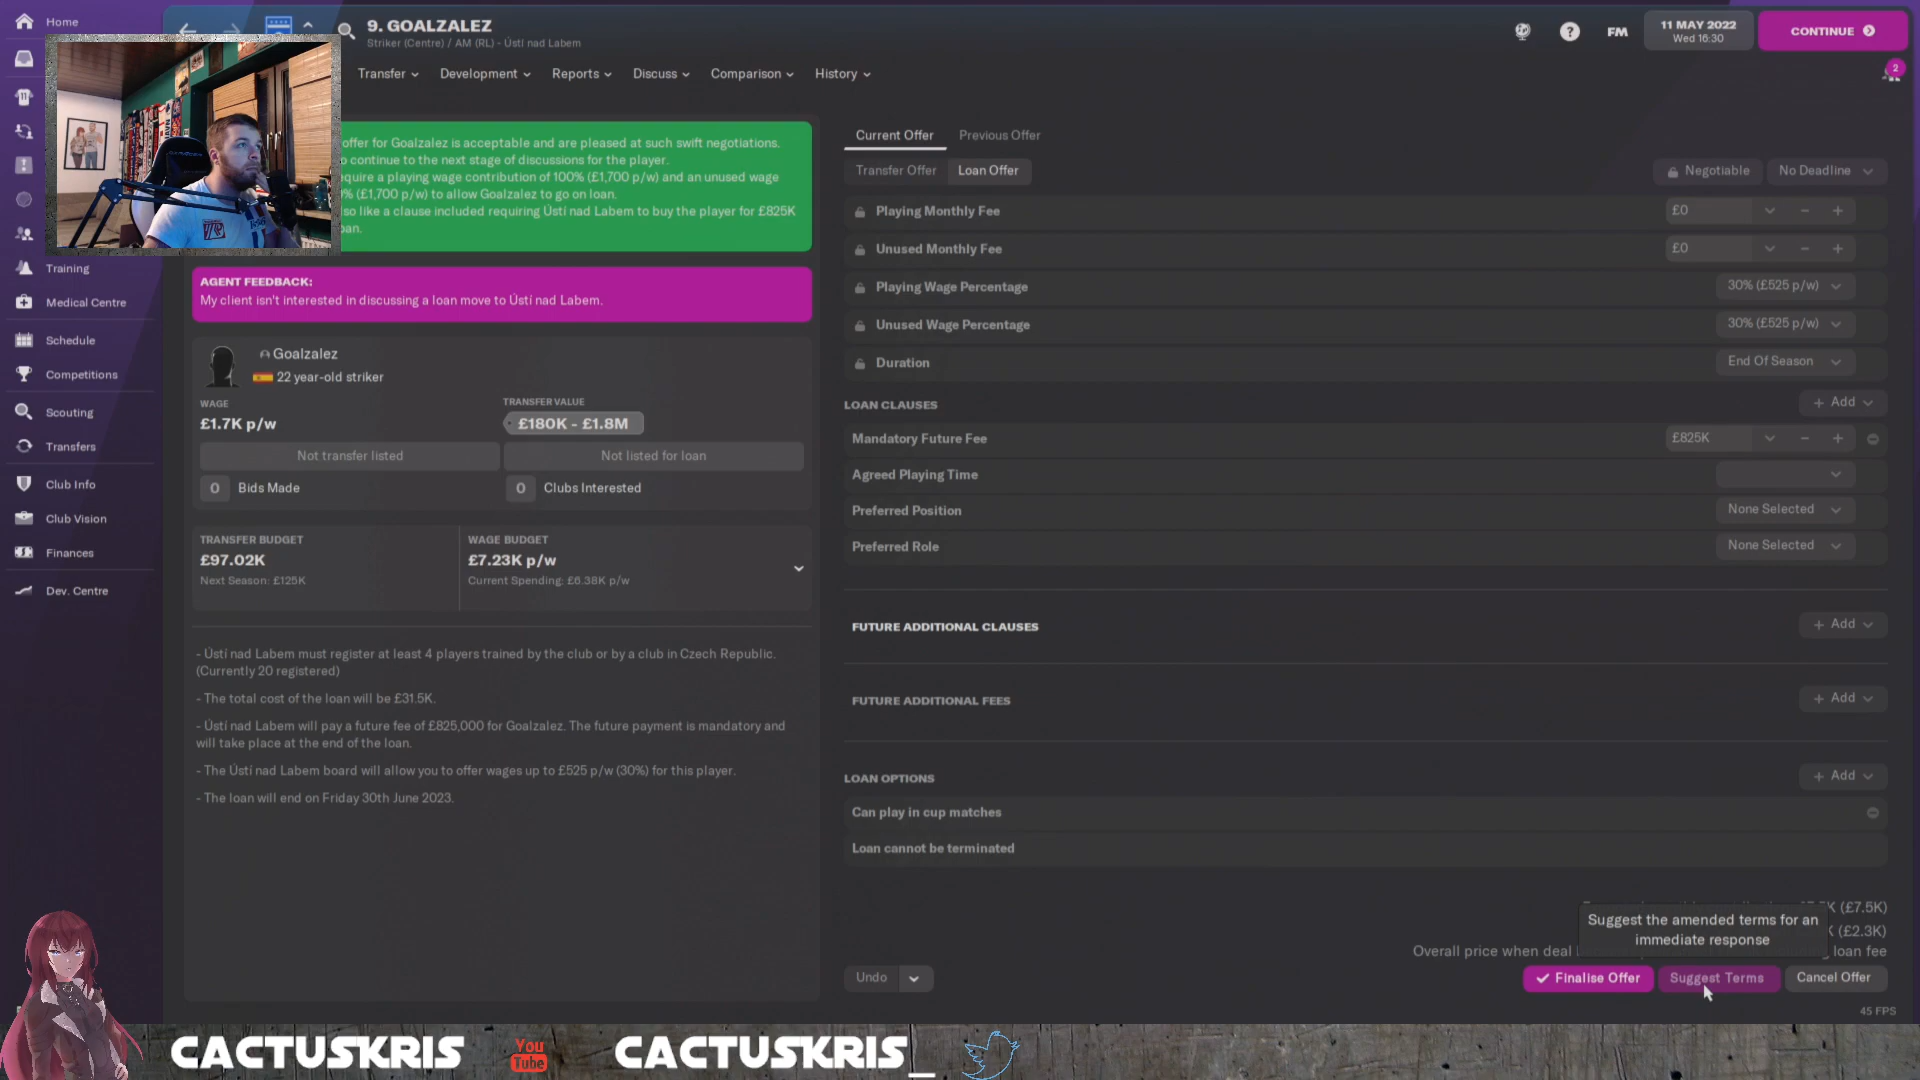 Home
9. GOALZALEZ
Striker (Centre) / AM (RL) - Ústí nad Labem
FM
11 MAY 2022
Wed 16:30
CONTINUE
2
Transfer
Development
Reports
Discuss
Comparison
History
Training
Medical Centre
Schedule
Competitions
Scouting
Transfers
Club Info
Club Vision
Finances
Dev. Centre
offer for Goalzalez is acceptable and are pleased at such swift negotiations.
o continue to the next stage of discussions for the player.
quire a playing wage contribution of 100% (£1,700 p/w) and an unused wage
% (£1,700 p/w) to allow Goalzalez to go on loan.
so like a clause included requiring Ústí nad Labem to buy the player for £825K
oan.
AGENT FEEDBACK:
My client isn't interested in discussing a loan move to Ústí nad Labem.
Goalzalez
22 year-old striker
WAGE
£1.7K p/w
TRANSFER VALUE
£180K - £1.8M
Not transfer listed
Not listed for loan
0 Bids Made
0 Clubs Interested
TRANSFER BUDGET
£97.02K
Next Season: £125K
WAGE BUDGET
£7.23K p/w
Current Spending: £6.38K p/w
- Ústí nad Labem must register at least 4 players trained by the club or by a club in Czech Republic.
(Currently 20 registered)
- The total cost of the loan will be £31.5K.
- Ústí nad Labem will pay a future fee of £825,000 for Goalzalez. The future payment is mandatory and
will take place at the end of the loan.
- The Ústí nad Labem board will allow you to offer wages up to £525 p/w (30%) for this player.
- The loan will end on Friday 30th June 2023.
Current Offer
Previous Offer
Transfer Offer
Loan Offer
Negotiable
No Deadline
Playing Monthly Fee £0
Unused Monthly Fee £0
Playing Wage Percentage 30% (£525 p/w)
Unused Wage Percentage 30% (£525 p/w)
Duration End Of Season
LOAN CLAUSES + Add
Mandatory Future Fee £825K
Agreed Playing Time
Preferred Position None Selected
Preferred Role None Selected
FUTURE ADDITIONAL CLAUSES + Add
FUTURE ADDITIONAL FEES + Add
LOAN OPTIONS + Add
Can play in cup matches
Loan cannot be terminated
K (£7.5K)
Suggest the amended terms for an
immediate response
K (£2.3K)
Overall price when deal
loan fee
Undo
Finalise Offer
Suggest Terms
Cancel Offer
45 FPS
CACTUSKRIS
You
Tube
CACTUSKRIS_